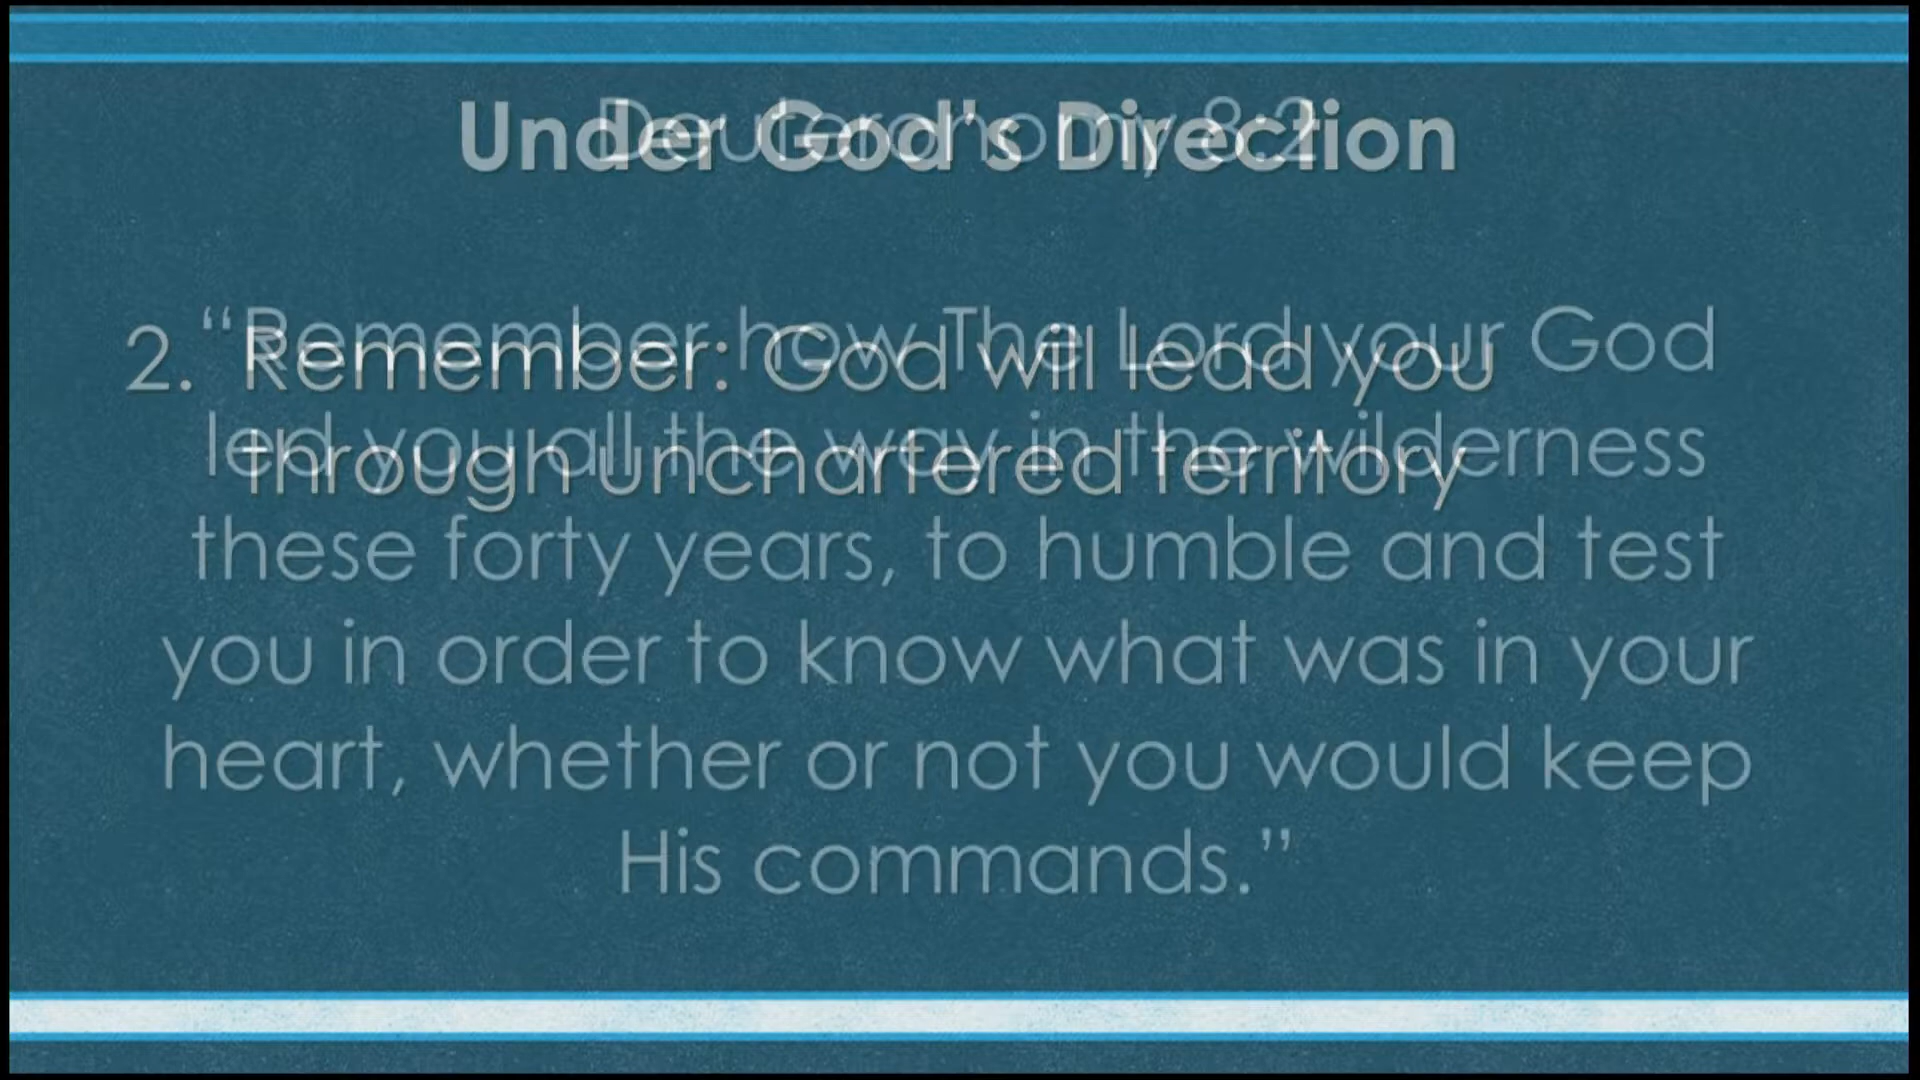 Under God's Direction
2. Remember: God will lead you
through unchartered territory
Deuteronomy 8:2
“Remember how The Lord your God
led you all the way in the wilderness
these forty years, to humble and test
you in order to know what was in your
heart, whether or not you would keep
His commands.”